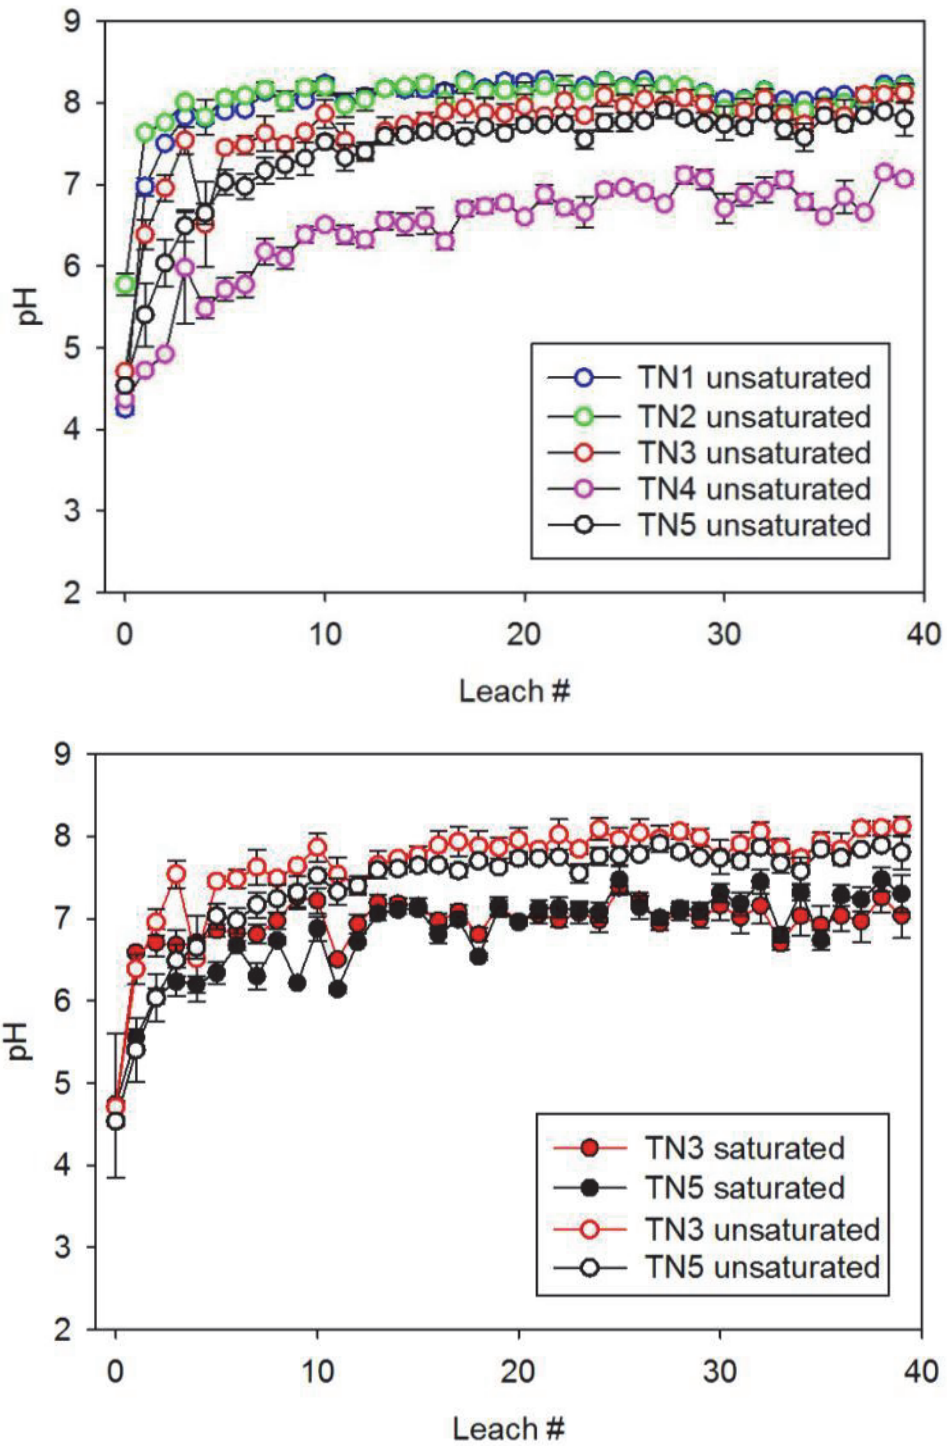 9
8
7
6
5
4
3
2
pH
0 10 20 30 40
Leach #
TN1 unsaturated
TN2 unsaturated
TN3 unsaturated
TN4 unsaturated
TN5 unsaturated
9
8
7
6
5
4
3
2
pH
0 10 20 30 40
Leach #
TN3 saturated
TN5 saturated
TN3 unsaturated
TN5 unsaturated